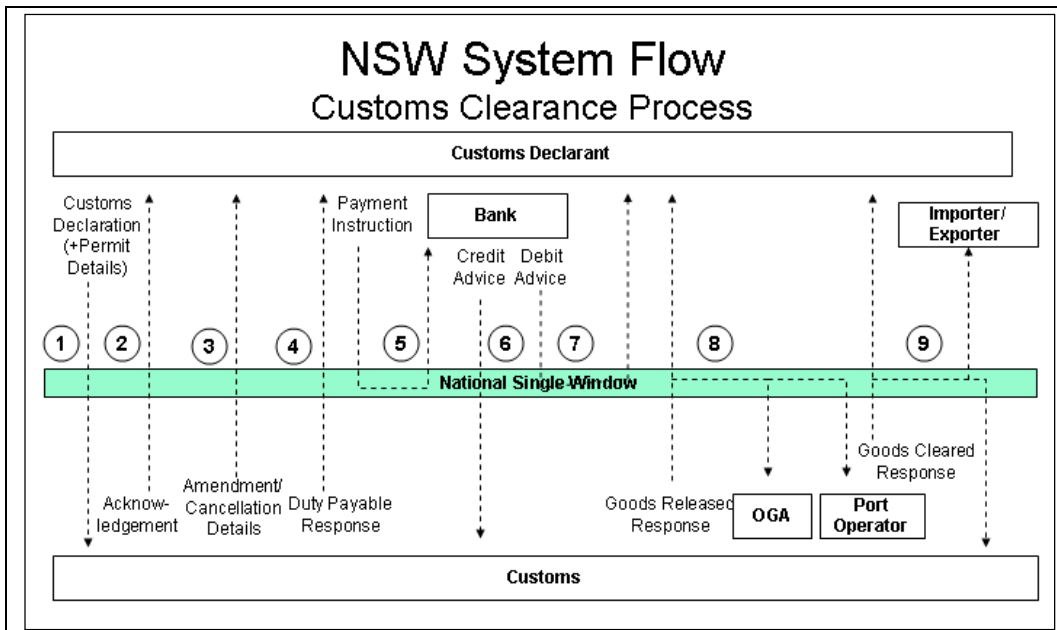 NSW System Flow
Customs Clearance Process
Customs Declarant
Customs
Declaration
(+Permit
Details)
Payment
Instruction
Bank
Credit
Advice
Debit
Advice
Importer/
Exporter
1
2
3
4
5
6
7
8
9
National Single Window
Acknow-
ledgement
Amendment/
Cancellation
Details
Duty Payable
Response
Goods Released
Response
OGA
Port
Operator
Goods Cleared
Response
Customs